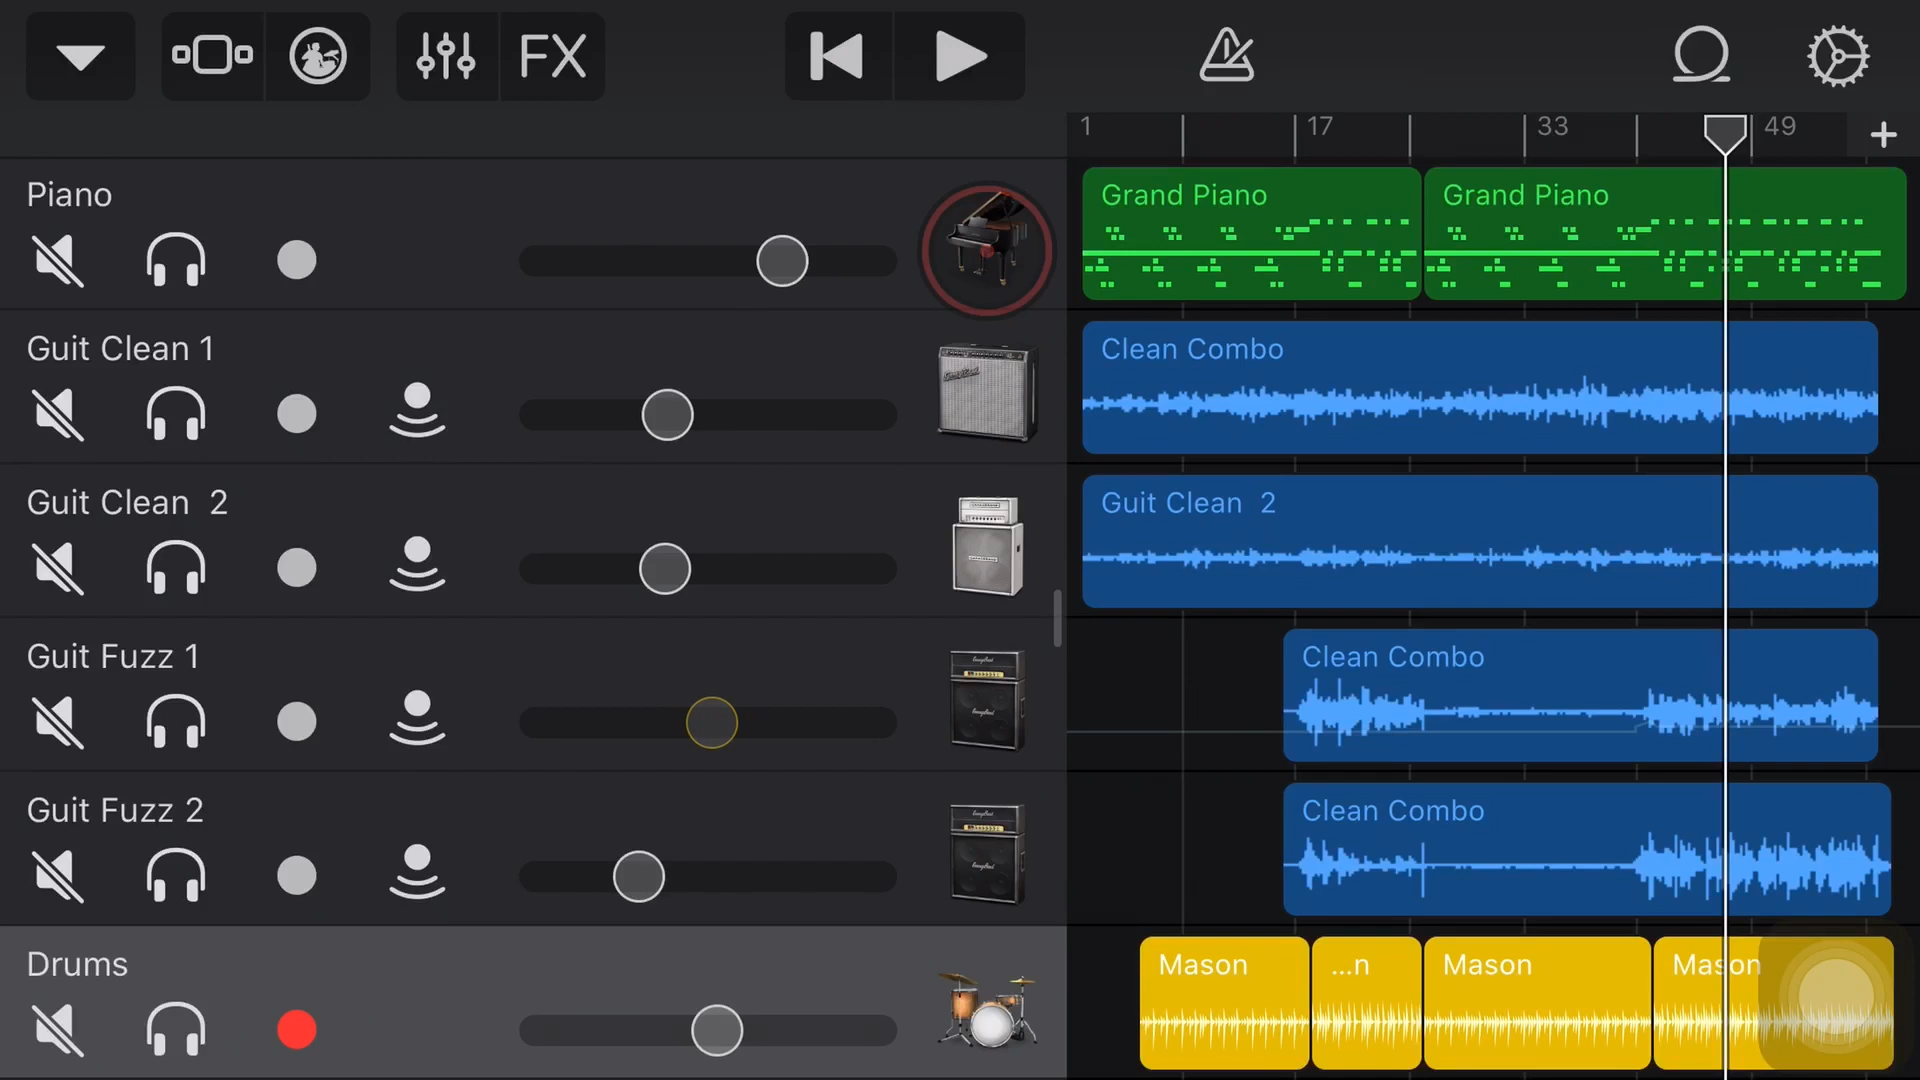 FX
1 17 33 49 +
Piano
Grand Piano Grand Piano
Guit Clean 1
Clean Combo
Guit Clean 2
Guit Clean 2
Guit Fuzz 1
Clean Combo
Guit Fuzz 2
Clean Combo
Drums
Mason ...n Mason Mason